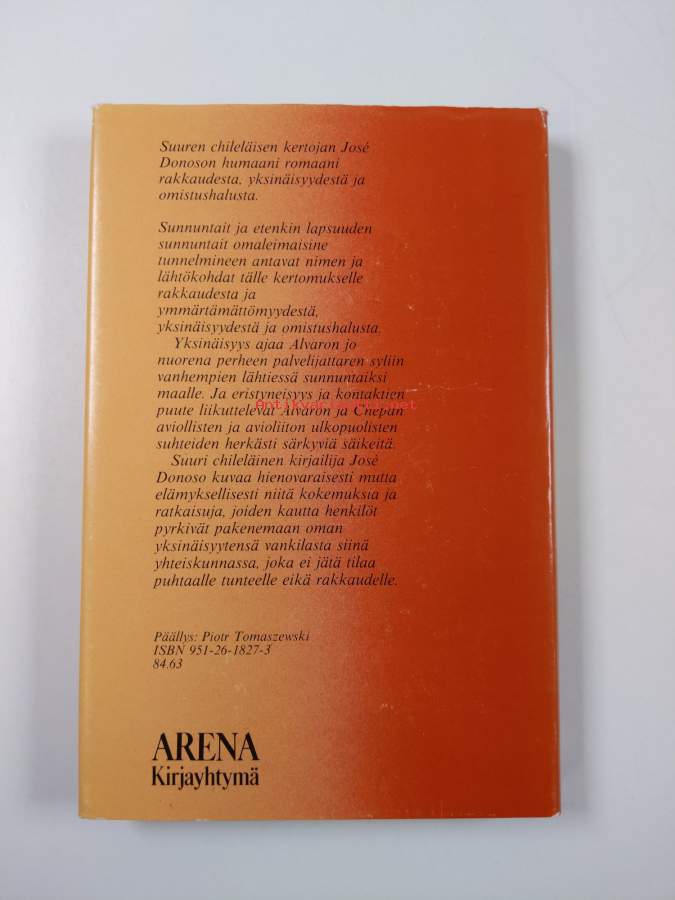 Suuren chileläisen kertojan José
Donoson humaani romaani
rakkaudesta, yksinäisyydestä ja
omistushalusta.
Sunnuntait ja etenkin lapsuuden
sunnuntait omaleimaisine
tunnelmineen antavat nimen ja
lähtökohdat tälle kertomukselle
rakkaudesta ja
ymmärtämättömyydestä,
yksinäisyydestä ja omistushalusta.
Yksinäisyys ajaa Alvaron jo
nuorena perheen palvelijattaren syliin
vanhempien lähtiessä sunnuntaiksi
maalle. Ja eristyneisyys ja kontaktien
puute liikuttelevat Alvaron ja Chepan
aviollisten ja avioliiton ulkopuolisten
suhteiden herkästi särkyviä säikeitä.
Suuri chileläinen kirjailija José
Donoso kuvaa hienovaraisesti mutta
elämyksellisesti niitä kokemuksia ja
ratkaisuja, joiden kautta henkilöt
pyrkivät pakenemaan oman
yksinäisyytensä vankilasta siinä
yhteiskunnassa, joka ei jätä tilaa
puhtaalle tunteelle eikä rakkaudelle.
Päällys: Piotr Tomaszewski
ISBN 951-26-1827-3
84.63
ARENA
Kirjayhtymä